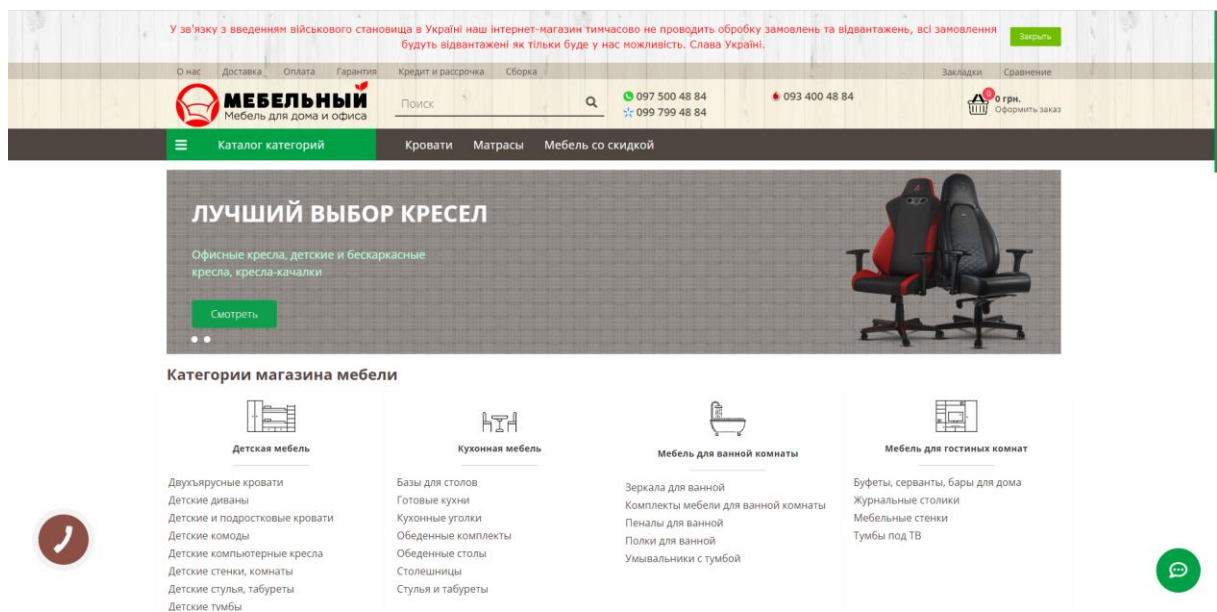 У зв'язку з введенням військового становища в Україні наш інтернет-магазин тимчасово не проводить обробку замовлень та відвантажень, всі замовлення
будуть відвантажені як тільки буде у нас можливість. Слава Україні.
Закрыть
О нас Доставка Оплата Гарантия Кредит и рассрочка Сборка Закладки Сравнение
МЕБЕЛЬНЫЙ
Мебель для дома и офиса
Поиск
097 500 48 84
099 799 48 84
093 400 48 84
0
0 грн.
Оформить заказ
Каталог категорий Кровати Матрасы Мебель со скидкой
ЛУЧШИЙ ВЫБОР КРЕСЕЛ
Офисные кресла, детские и бескаркасные
кресла, кресла-качалки
Смотреть
Категории магазина мебели
Детская мебель
Двухъярусные кровати
Детские диваны
Детские и подростковые кровати
Детские комоды
Детские компьютерные кресла
Детские стенки, комнаты
Детские стулья, табуреты
Детские тумбы
Кухонная мебель
Базы для столов
Готовые кухни
Кухонные уголки
Обеденные комплекты
Обеденные столы
Столешницы
Стулья и табуреты
Мебель для ванной комнаты
Зеркала для ванной
Комплекты мебели для ванной комнаты
Пеналы для ванной
Полки для ванной
Умывальники с тумбой
Мебель для гостиных комнат
Буфеты, серванты, бары для дома
Журнальные столики
Мебельные стенки
Тумбы под ТВ